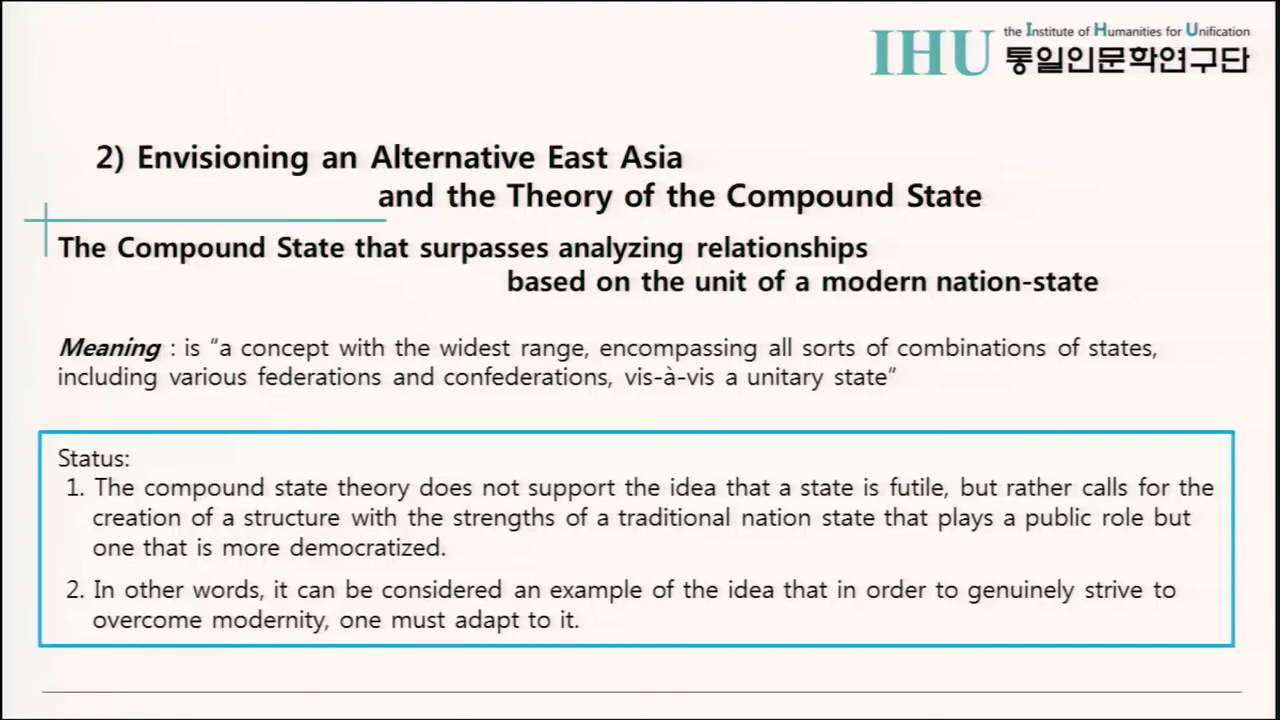 IHU the Institute of Humanities for Unification
통일인문학연구단
2) Envisioning an Alternative East Asia
and the Theory of the Compound State
The Compound State that surpasses analyzing relationships
based on the unit of a modern nation-state
Meaning : is “a concept with the widest range, encompassing all sorts of combinations of states,
including various federations and confederations, vis-à-vis a unitary state”
Status:
1. The compound state theory does not support the idea that a state is futile, but rather calls for the
creation of a structure with the strengths of a traditional nation state that plays a public role but
one that is more democratized.
2. In other words, it can be considered an example of the idea that in order to genuinely strive to
overcome modernity, one must adapt to it.